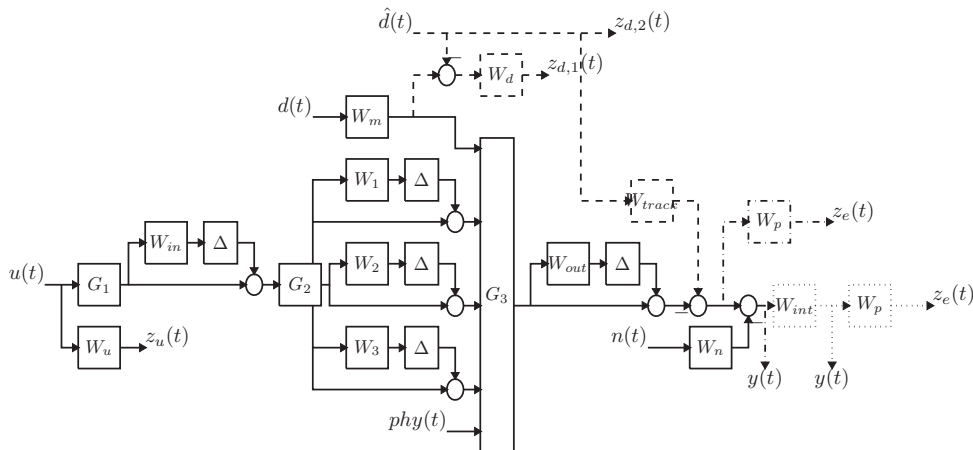 d̂(t) z_{d,2}(t)
W_d z_{d,1}(t)
d(t) W_m
W_1 Δ
W_track W_p z_e(t)
W_in Δ
W_2 Δ W_out Δ
u(t) G_1 G_2 G_3 W_int W_p z_e(t)
W_u z_u(t) W_3 Δ n(t) W_n
y(t) y(t)
phy(t)